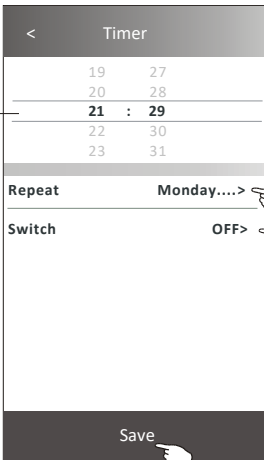 < Timer
19 27
20 28
21 : 29
22 30
23 31
Repeat Monday....>
Switch OFF>
Save